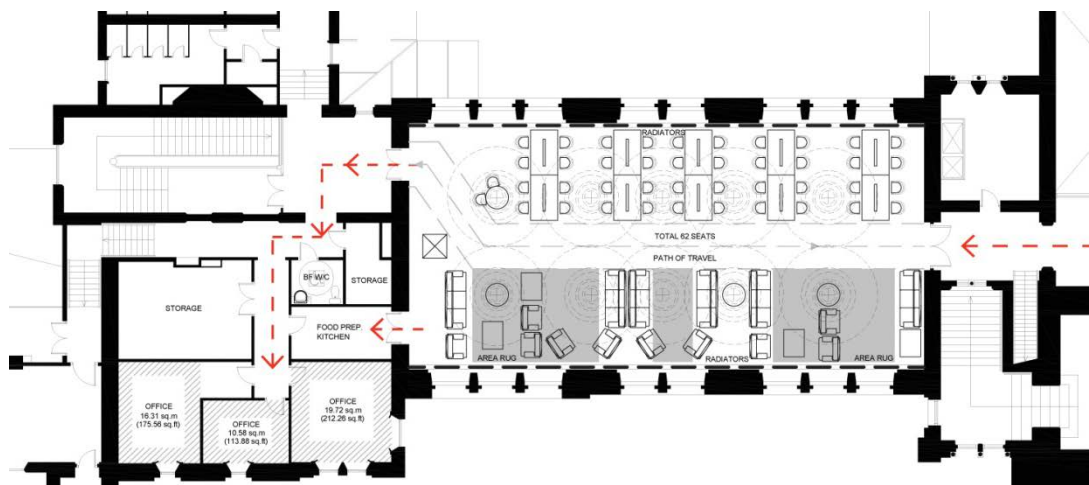 RADIATORS
TOTAL 62 SEATS
PATH OF TRAVEL
BF W/C
STORAGE
STORAGE
FOOD PREP.
KITCHEN
AREA RUG
RADIATORS
AREA RUG
OFFICE
16.31 sq.m
(175.56 sq.ft)
OFFICE
10.58 sq.m
(113.88 sq.ft)
OFFICE
19.72 sq.m
(212.26 sq.ft)